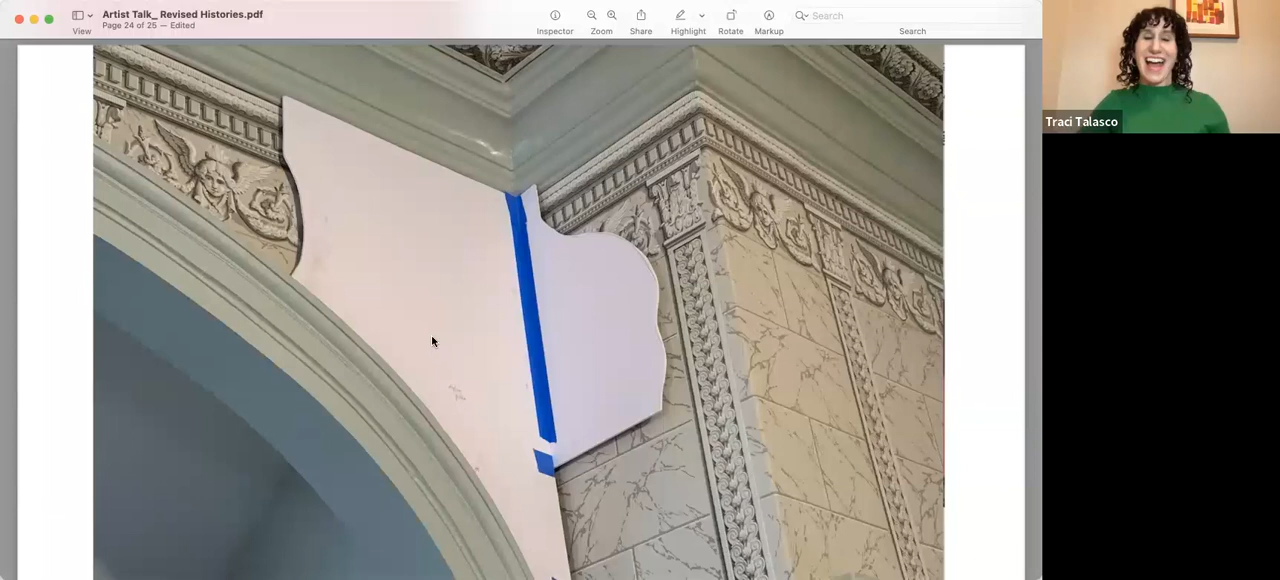 Artist Talk_ Revised Histories.pdf
Page 24 of 25 — Edited
View
Inspector
Zoom
Share
Highlight
Rotate
Markup
Search
Search
Traci Talasco